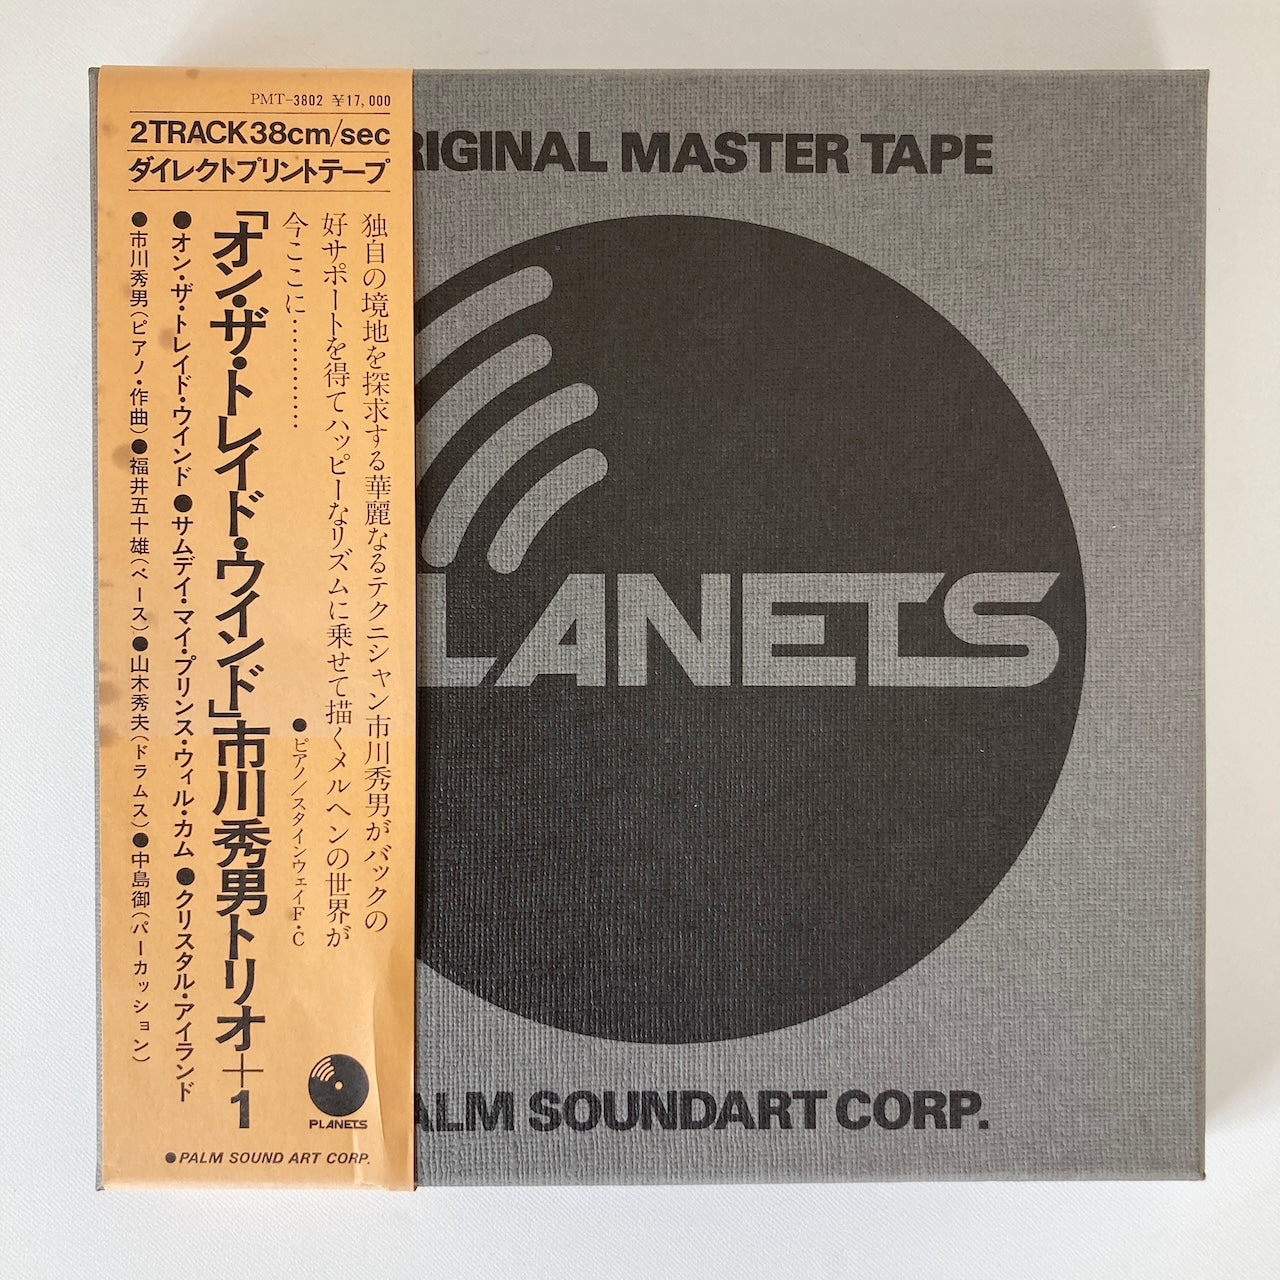 PMT-3802 ¥17,000
2TRACK38cm/sec
ダイレクトプリントテープ
独自の境地を探求する華麗なるテクニシャン市川秀男がバックの
好サポートを得てハッピーなリズムに乗せて描くメルヘンの世界が
今ここに…………
●ピアノ/スタインウェイF・C
「オン・ザ・トレイド・ウインド」市川秀男トリオ+1
●オン・ザ・トレイド・ウインド●サムデイ・マイ・プリンス・ウィル・カム●クリスタル・アイランド
●市川秀男(ピアノ・作曲)●福井五十雄(ベース)●山木秀夫(ドラムス)●中島御(パーカッション)
PLANETS
●PALM SOUND ART CORP.
RIGINAL MASTER TAPE
LANETS
ALM SOUNDART CORP.